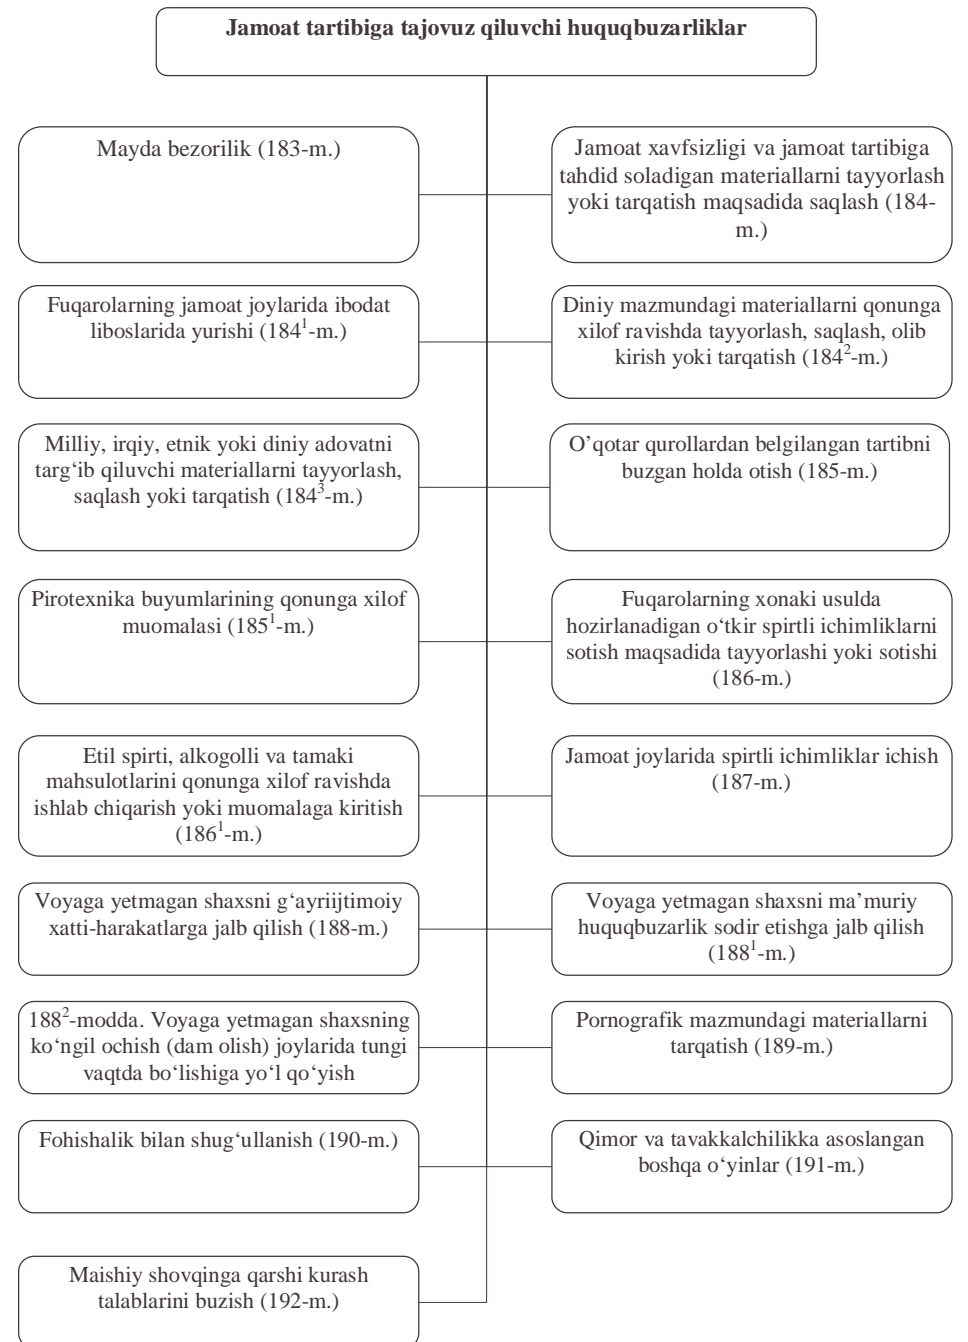 Jamoat tartibiga tajovuz qiluvchi huquqbuzarliklar
Mayda bezorilik (183-m.)
Jamoat xavfsizligi va jamoat tartibiga
tahdid soladigan materiallarni tayyorlash
yoki tarqatish maqsadida saqlash (184-
m.)
Fuqarolarning jamoat joylarida ibodat
liboslarida yurishi (184¹-m.)
Diniy mazmundagi materiallarni qonunga
xilof ravishda tayyorlash, saqlash, olib
kirish yoki tarqatish (184²-m.)
Milliy, irqiy, etnik yoki diniy adovatni
targ‘ib qiluvchi materiallarni tayyorlash,
saqlash yoki tarqatish (184³-m.)
O’qotar qurollardan belgilangan tartibni
buzgan holda otish (185-m.)
Pirotexnika buyumlarining qonunga xilof
muomalasi (185¹-m.)
Fuqarolarning xonaki usulda
hozirlanadigan o‘tkir spirtli ichimliklarni
sotish maqsadida tayyorlashi yoki sotishi
(186-m.)
Etil spirti, alkogolli va tamaki
mahsulotlarini qonunga xilof ravishda
ishlab chiqarish yoki muomalaga kiritish
(186¹-m.)
Jamoat joylarida spirtli ichimliklar ichish
(187-m.)
Voyaga yetmagan shaxsni g‘ayriijtimoiy
xatti-harakatlarga jalb qilish (188-m.)
Voyaga yetmagan shaxsni ma’muriy
huquqbuzarlik sodir etishga jalb qilish
(188¹-m.)
188²-modda. Voyaga yetmagan shaxsning
ko‘ngil ochish (dam olish) joylarida tungi
vaqtda bo‘lishiga yo‘l qo‘yish
Pornografik mazmundagi materiallarni
tarqatish (189-m.)
Fohishalik bilan shug‘ullanish (190-m.)
Qimor va tavakkalchilikka asoslangan
boshqa o‘yinlar (191-m.)
Maishiy shovqinga qarshi kurash
talablarini buzish (192-m.)